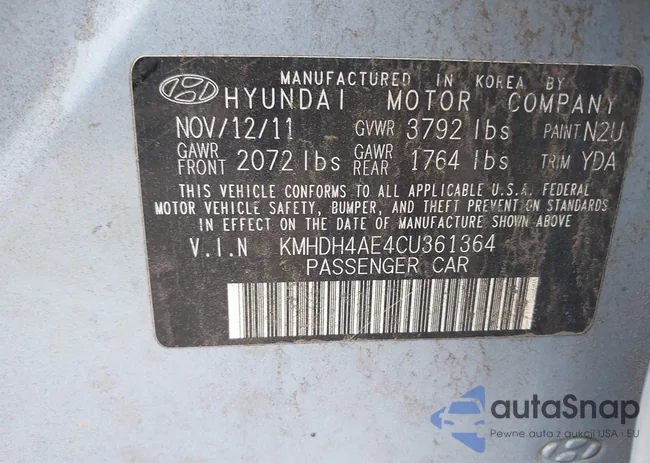 MANUFACTURED IN KOREA BY
HYUNDAI MOTOR COMPANY
NOV/12/11 GVWR 3792 lbs PAINT N2U
GAWR FRONT 2072 lbs GAWR REAR 1764 lbs TRIM YDA
THIS VEHICLE CONFORMS TO ALL APPLICABLE U.S.A. FEDERAL
MOTOR VEHICLE SAFETY, BUMPER, AND THEFT PREVENTION STANDARDS
IN EFFECT ON THE DATE OF MANUFACTURE SHOWN ABOVE
V.I.N KMHDH4AE4CU361364
PASSENGER CAR
autaSnap
Pewne auto z aukcji USA i EU